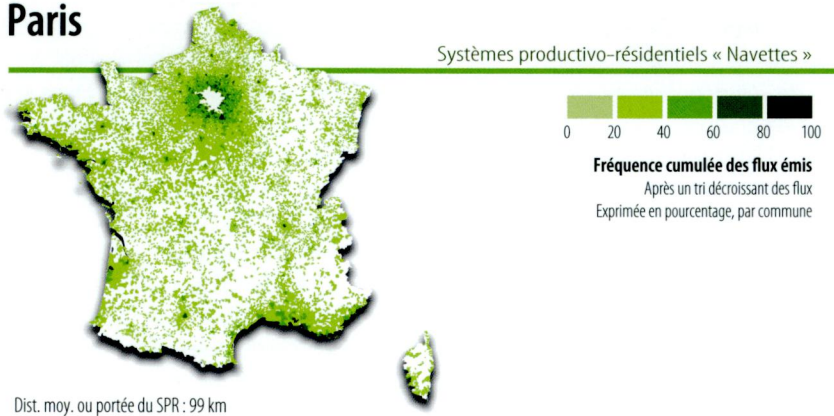 Paris
Systèmes productivo-résidentiels « Navettes »
0 20 40 60 80 100
Fréquence cumulée des flux émis
Après un tri décroissant des flux
Exprimée en pourcentage, par commune
Dist. moy. ou portée du SPR : 99 km